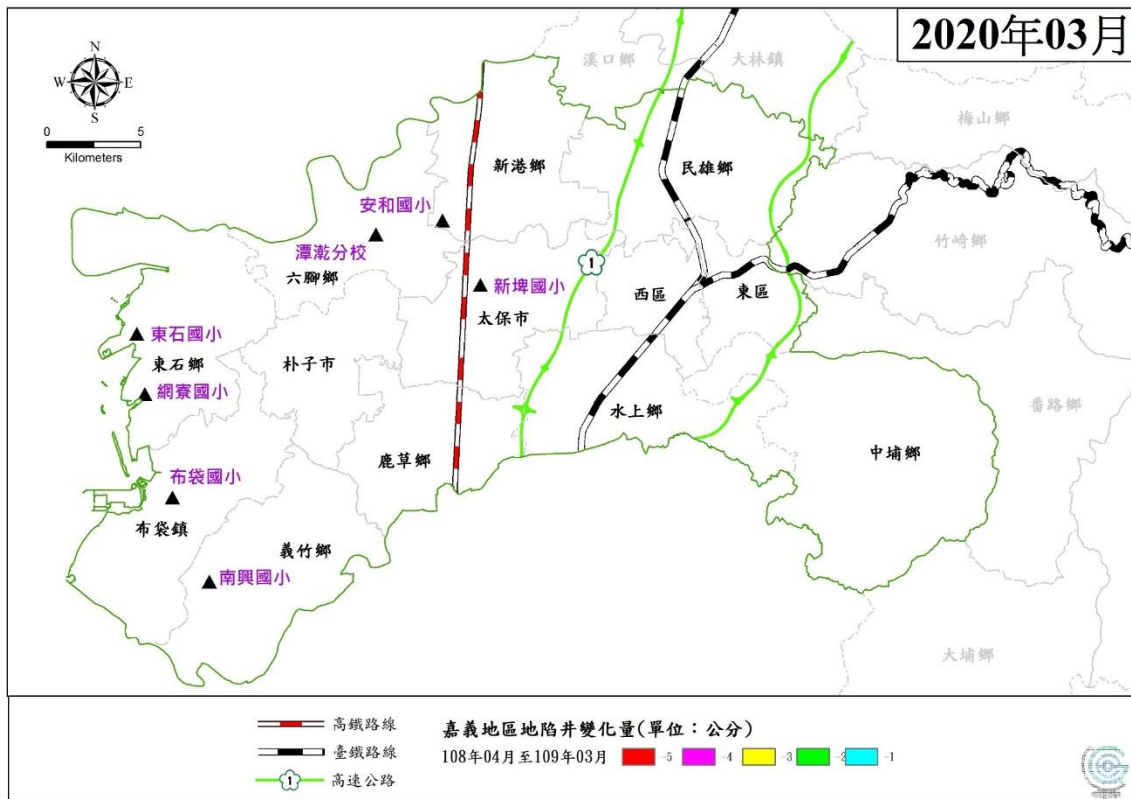 2020年03月
N
W E
S
0 5
Kilometers
溪口鄉
大林鎮
梅山鄉
新港鄉
民雄鄉
安和國小
潭漧分校
六腳鄉
竹崎鄉
1
新埤國小
太保市
西區
東區
東石國小
東石鄉
朴子市
網寮國小
水上鄉
番路鄉
鹿草鄉
中埔鄉
布袋國小
布袋鎮
義竹鄉
南興國小
大埔鄉
高鐵路線
臺鐵路線
1 高速公路
嘉義地區地陷井變化量(單位：公分)
108年04月至109年03月 -5 -4 -3 -2 -1